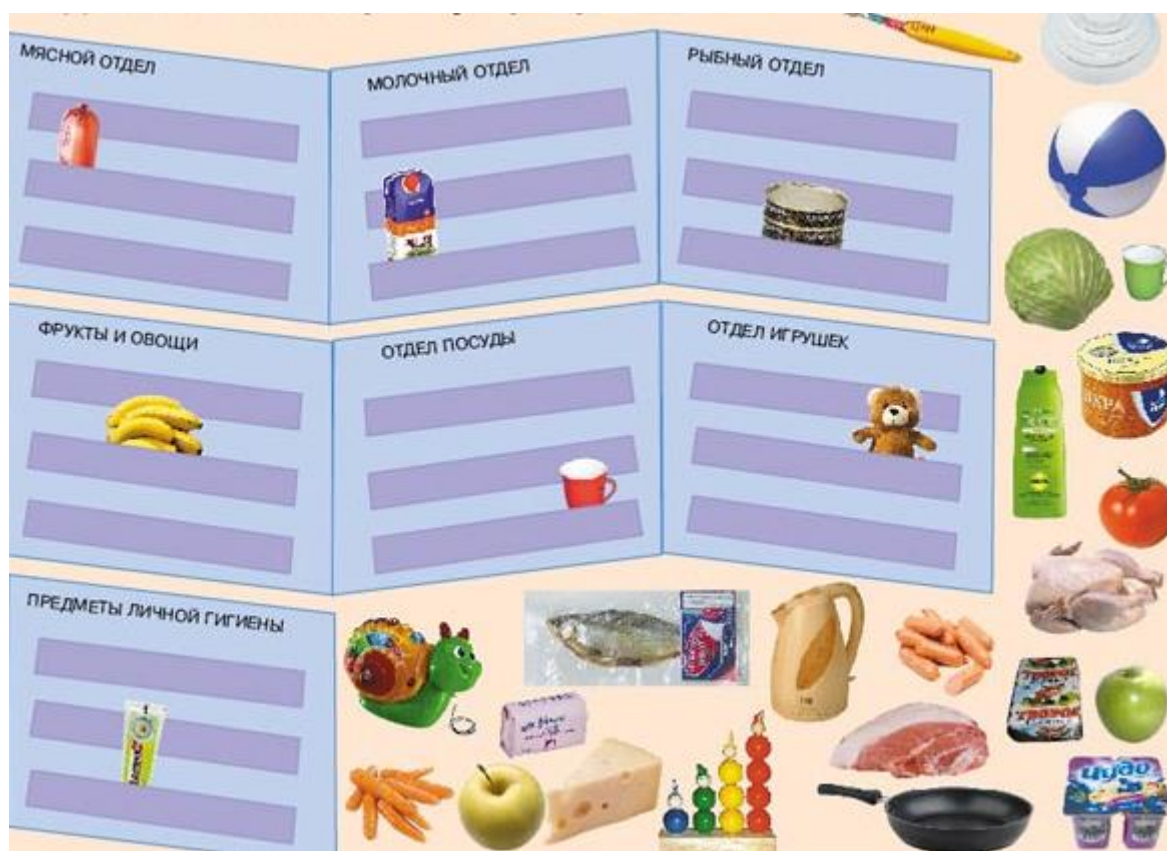 МЯСНОЙ ОТДЕЛ
МОЛОЧНЫЙ ОТДЕЛ
РЫБНЫЙ ОТДЕЛ
ФРУКТЫ И ОВОЩИ
ОТДЕЛ ПОСУДЫ
ОТДЕЛ ИГРУШЕК
ИКРА
ПРЕДМЕТЫ ЛИЧНОЙ ГИГИЕНЫ
Чудо